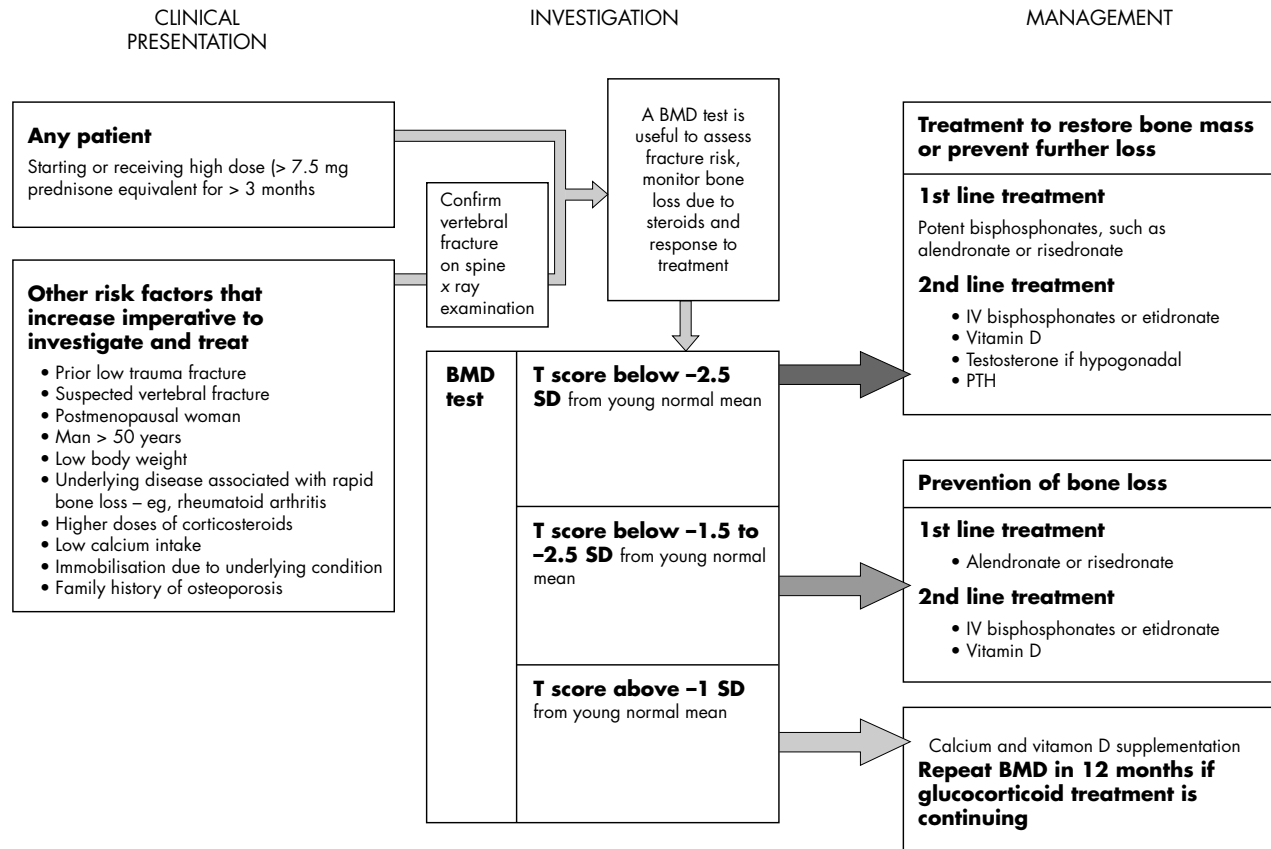 CLINICAL
PRESENTATION
INVESTIGATION
MANAGEMENT
Any patient
Starting or receiving high dose (> 7.5 mg
prednisone equivalent for > 3 months
Other risk factors that
increase imperative to
investigate and treat
• Prior low trauma fracture
• Suspected vertebral fracture
• Postmenopausal woman
• Man > 50 years
• Low body weight
• Underlying disease associated with rapid
bone loss – eg, rheumatoid arthritis
• Higher doses of corticosteroids
• Low calcium intake
• Immobilisation due to underlying condition
• Family history of osteoporosis
Confirm
vertebral
fracture
on spine
x ray
examination
A BMD test is
useful to assess
fracture risk,
monitor bone
loss due to
steroids and
response to
treatment
BMD
test
T score below –2.5
SD from young normal mean
T score below –1.5 to
–2.5 SD from young normal
mean
T score above –1 SD
from young normal mean
Treatment to restore bone mass
or prevent further loss
1st line treatment
Potent bisphosphonates, such as
alendronate or risedronate
2nd line treatment
• IV bisphosphonates or etidronate
• Vitamin D
• Testosterone if hypogonadal
• PTH
Prevention of bone loss
1st line treatment
• Alendronate or risedronate
2nd line treatment
• IV bisphosphonates or etidronate
• Vitamin D
Calcium and vitamon D supplementation
Repeat BMD in 12 months if
glucocorticoid treatment is
continuing